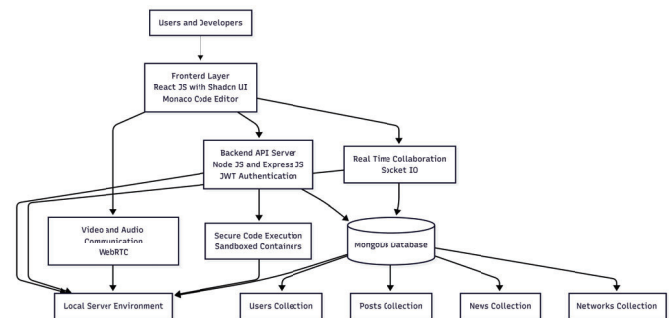 Users and Developers
Frontend Layer
React JS with Shadcn UI
Monaco Code Editor
Backend API Server
Node JS and Express JS
JWT Authentication
Real Time Collaboration
Socket IO
Video and Audio
Communication
WebRTC
Secure Code Execution
Sandboxed Containers
MongoDB Database
Local Server Environment
Users Collection
Posts Collection
News Collection
Networks Collection